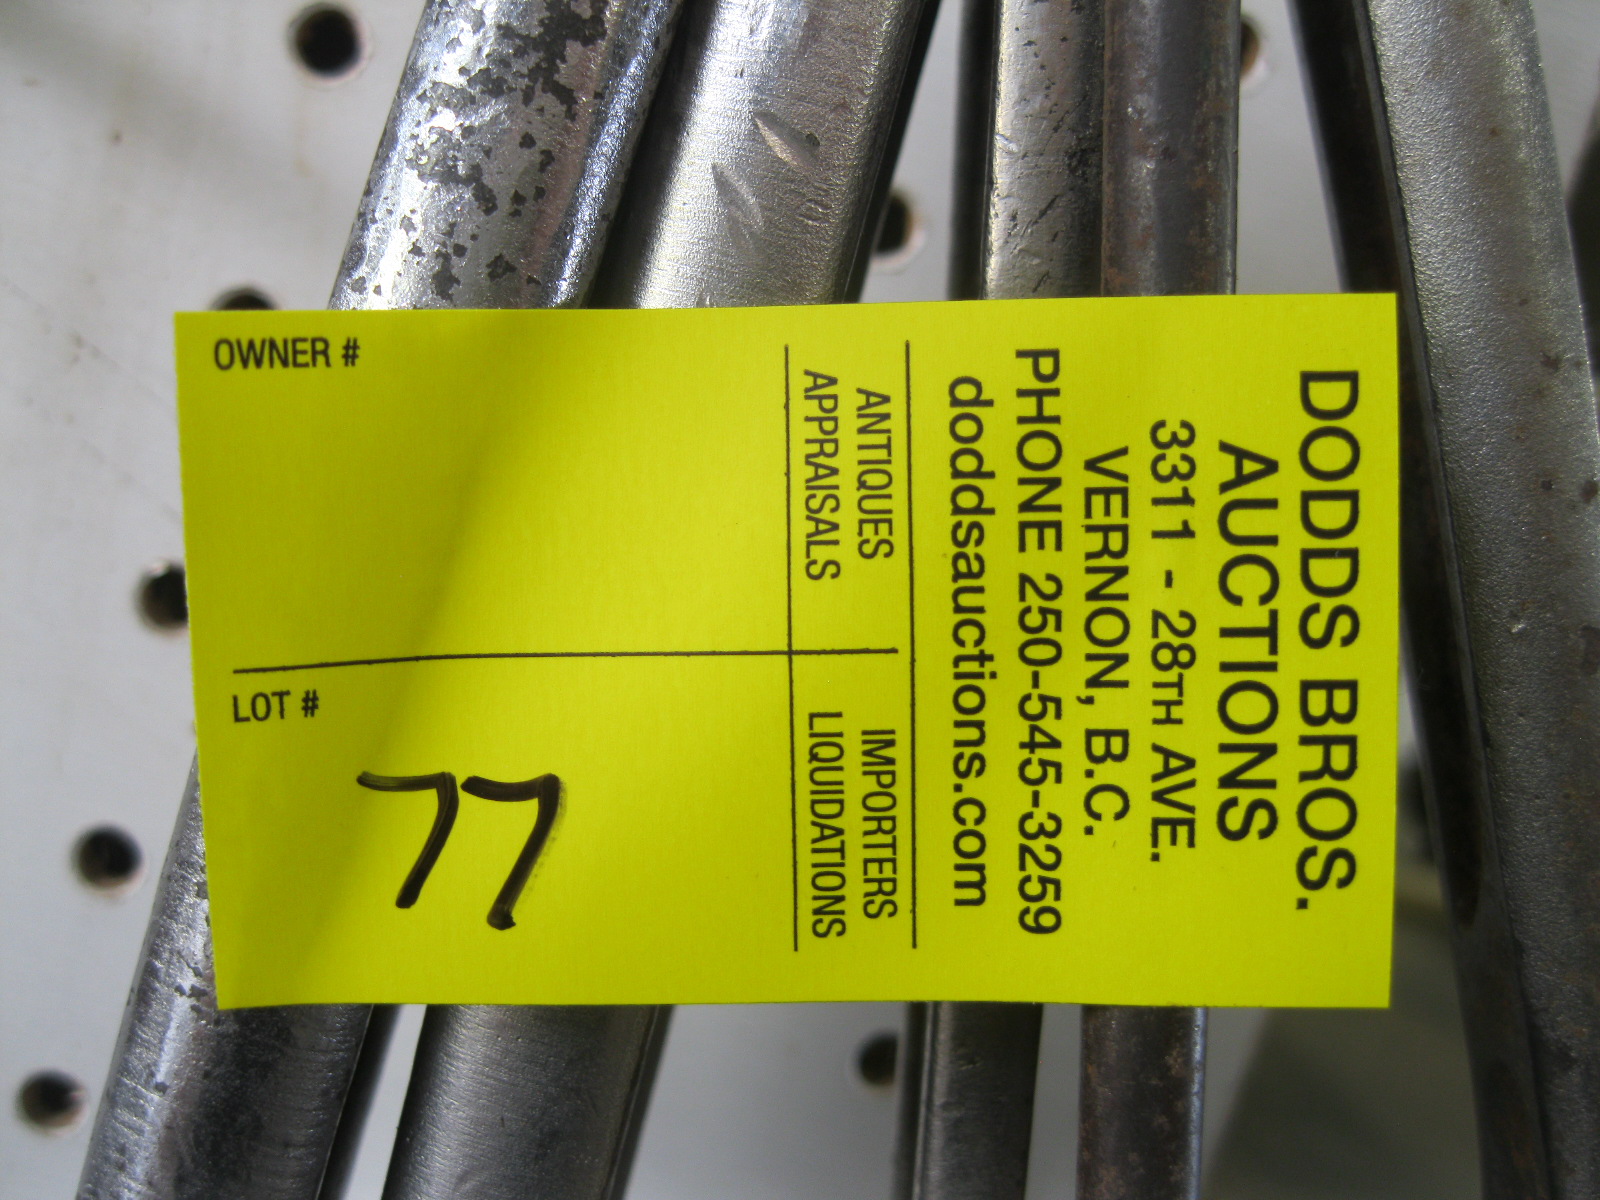 DODDS BROS.
AUCTIONS
3311 - 28TH AVE.
VERNON, B.C.
PHONE 250-545-3259
doddsauctions.com
ANTIQUES
APPRAISALS
IMPORTERS
LIQUIDATIONS
OWNER #
LOT #
77